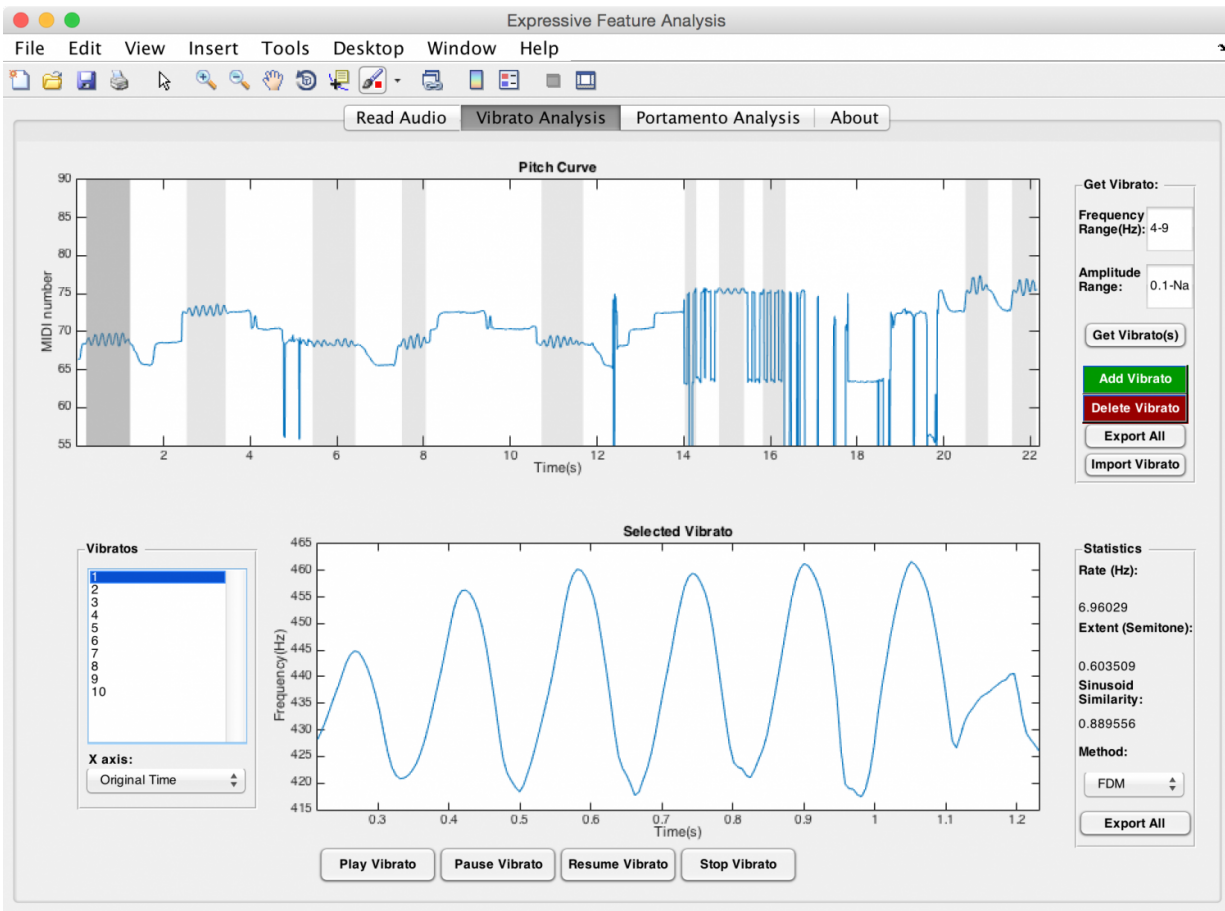 Expressive Feature Analysis
File Edit View Insert Tools Desktop Window Help
Read Audio Vibrato Analysis Portamento Analysis About
Pitch Curve
90
85
80
75
70
65
60
55
MIDI number
2 4 6 8 10 12 14 16 18 20 22
Time(s)
Get Vibrato:
Frequency
Range(Hz): 4-9
Amplitude
Range: 0.1-Na
Get Vibrato(s)
Add Vibrato
Delete Vibrato
Export All
Import Vibrato
Vibratos
1
2
3
4
5
6
7
8
9
10
X axis:
Original Time
Selected Vibrato
465
460
455
450
445
440
435
430
425
420
415
Frequency(Hz)
0.3 0.4 0.5 0.6 0.7 0.8 0.9 1 1.1 1.2
Time(s)
Play Vibrato Pause Vibrato Resume Vibrato Stop Vibrato
Statistics
Rate (Hz):
6.96029
Extent (Semitone):
0.603509
Sinusoid
Similarity:
0.889556
Method:
FDM
Export All